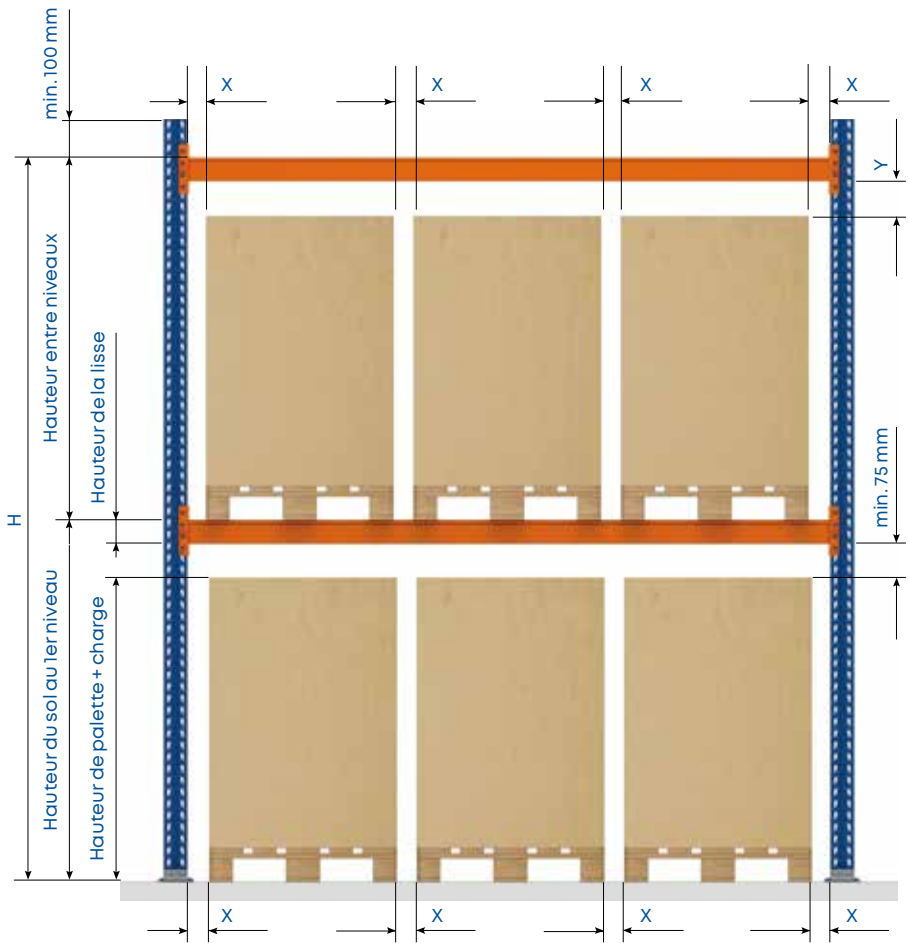 min. 100 mm
X
X
X
X
Y
Hauteur entre niveaux
Hauteur de la lisse
H
min. 75 mm
Hauteur du sol au 1er niveau
Hauteur de palette + charge
X
X
X
X